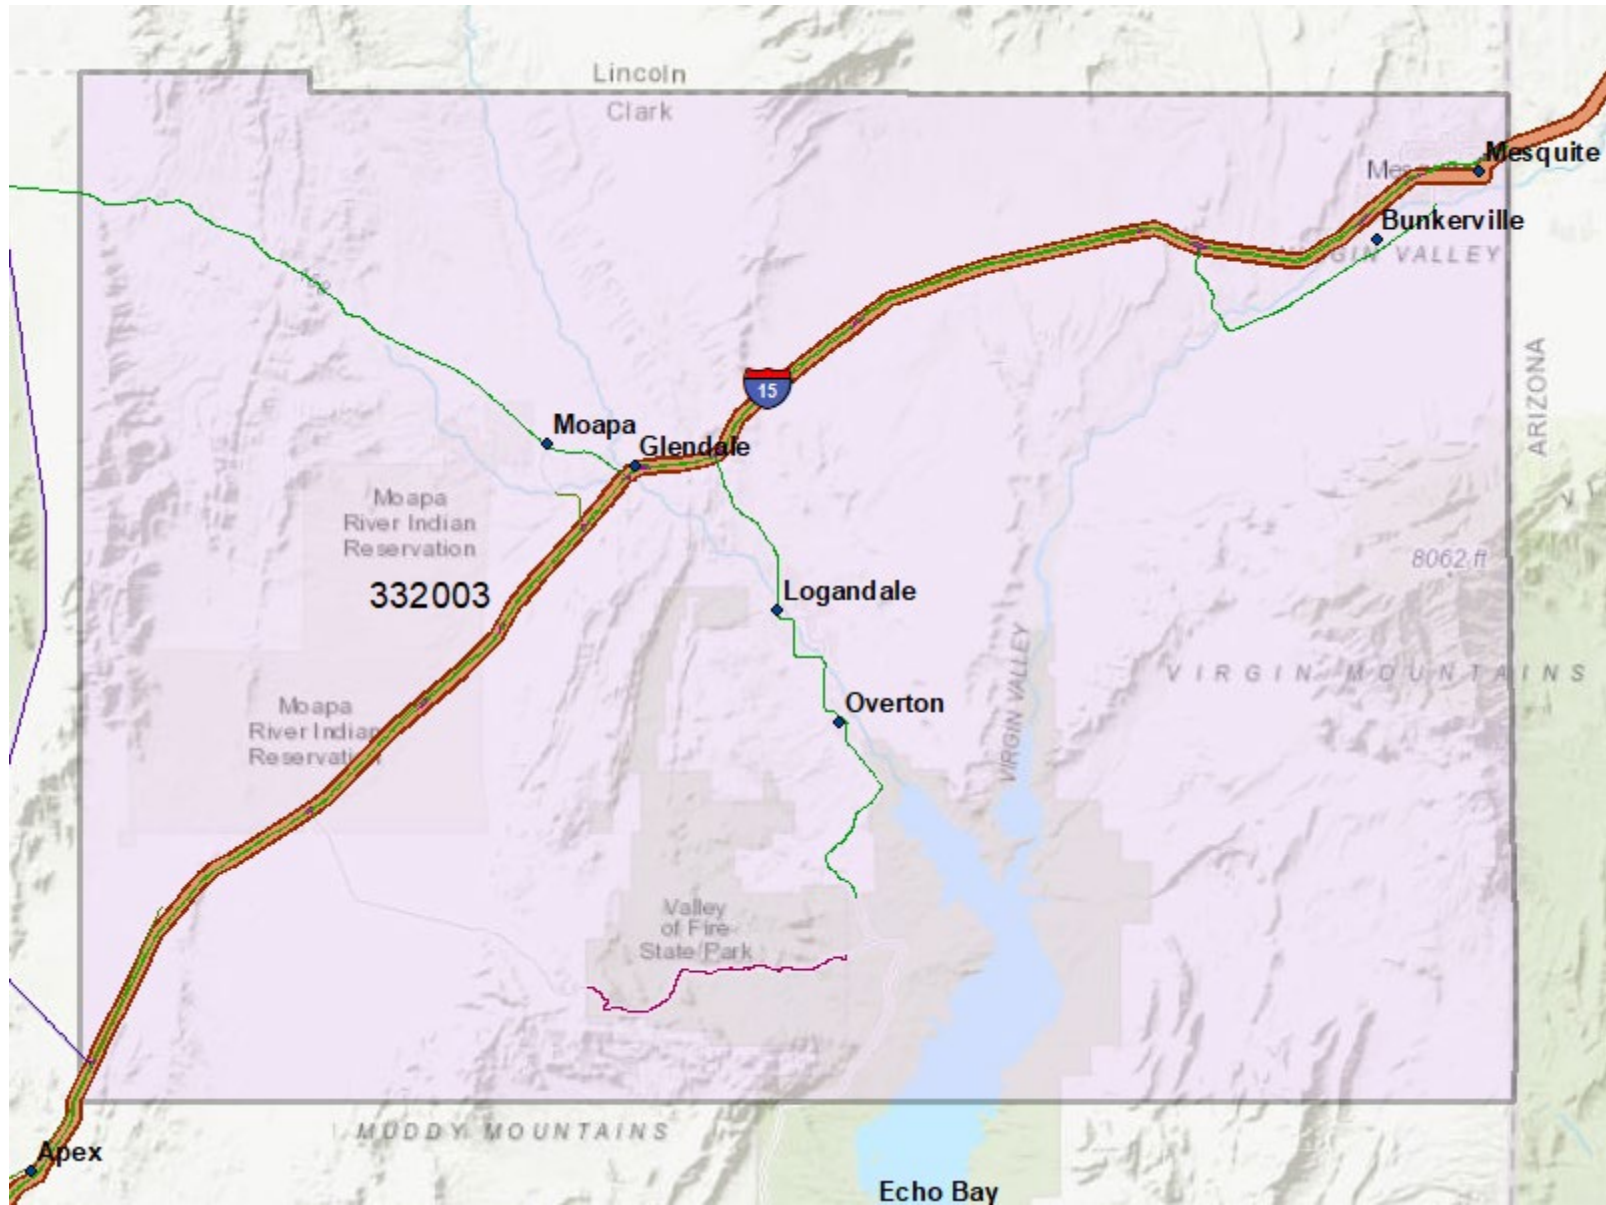 Lincoln
Clark
Mesquite
Bunkerville
VALLEY
15
Moapa
Glendale
ARIZONA
Moapa
River Indian
Reservation
8062 ft
332003
Logandale
VIRGIN VALLEY
VIRGIN MOUNTAINS
Overton
Moapa
River Indian
Reservation
Valley
of Fire
State Park
MUDDY MOUNTAINS
Apex
Echo Bay